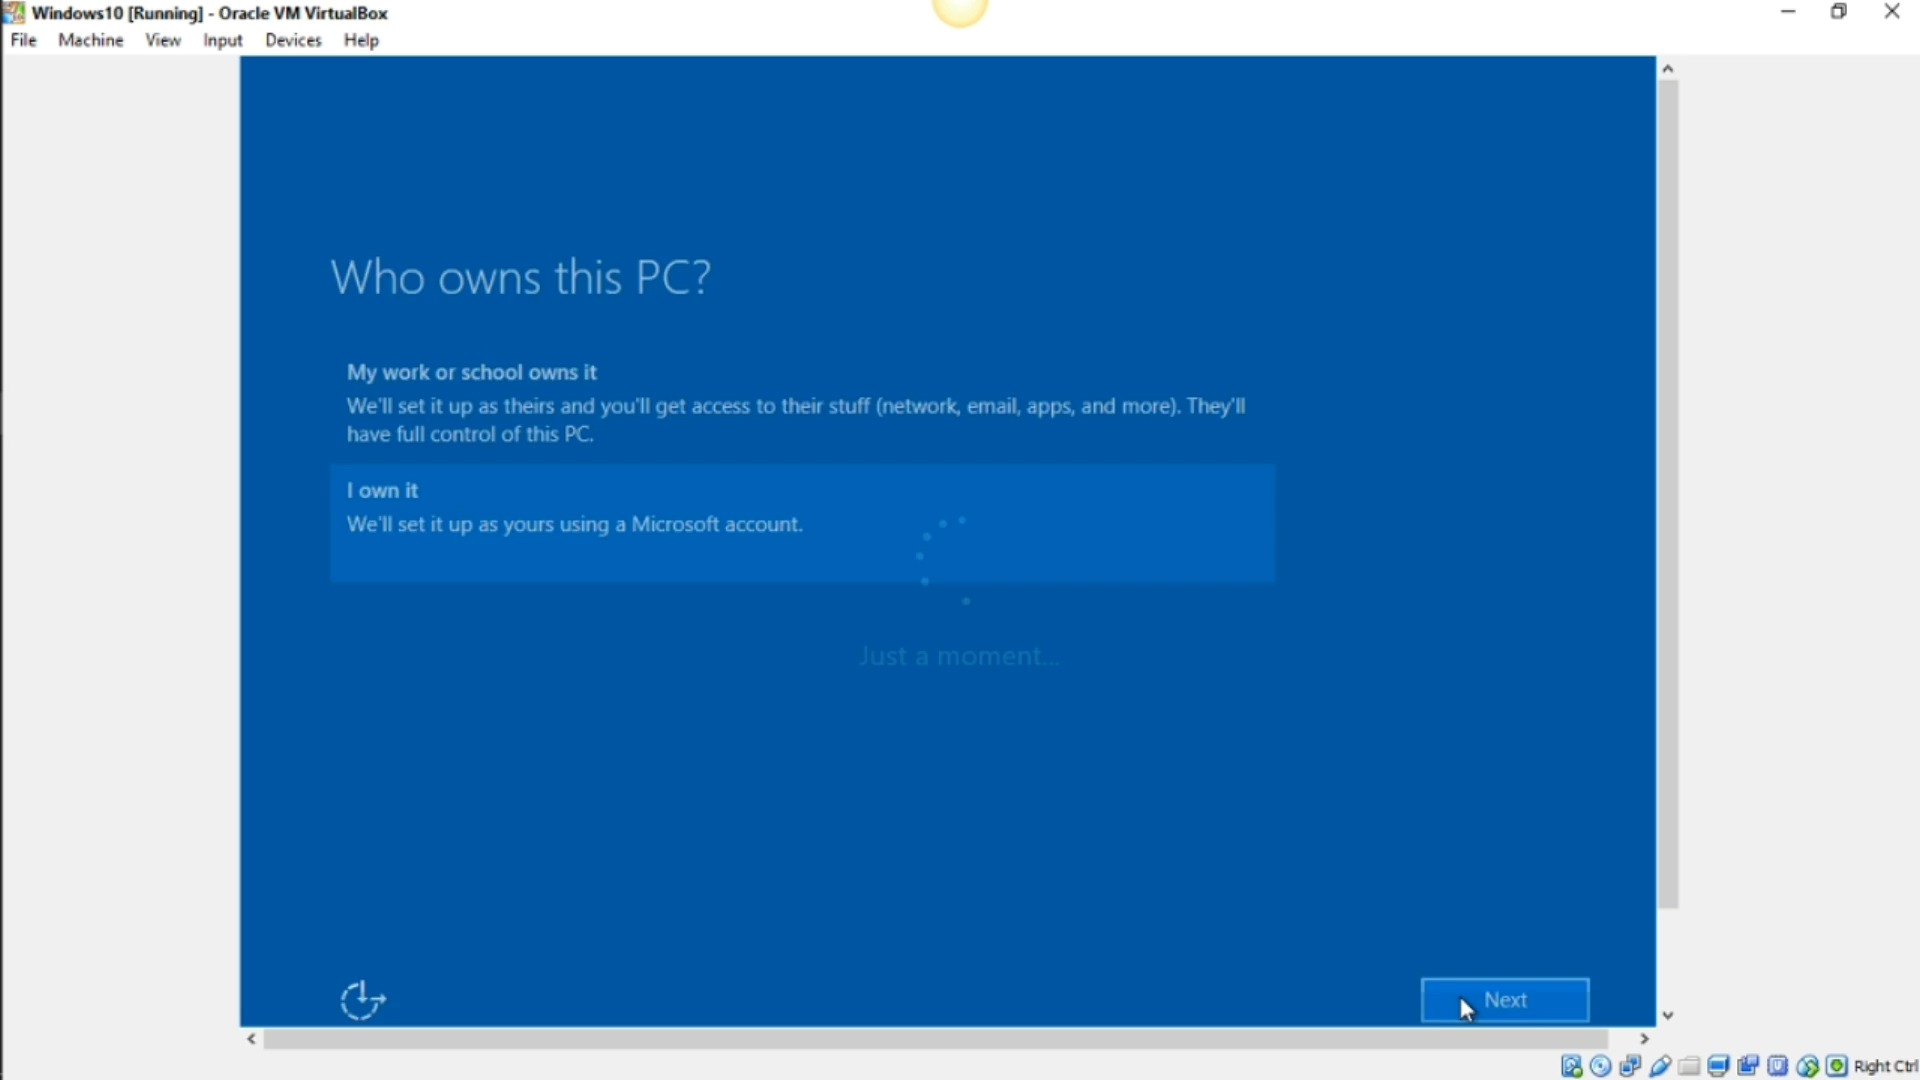 Windows10 [Running] - Oracle VM VirtualBox
File Machine View Input Devices Help
Who owns this PC?
My work or school owns it
We'll set it up as theirs and you'll get access to their stuff (network, email, apps, and more). They'll
have full control of this PC.
I own it
We'll set it up as yours using a Microsoft account.
Just a moment...
Next
Right Ctrl